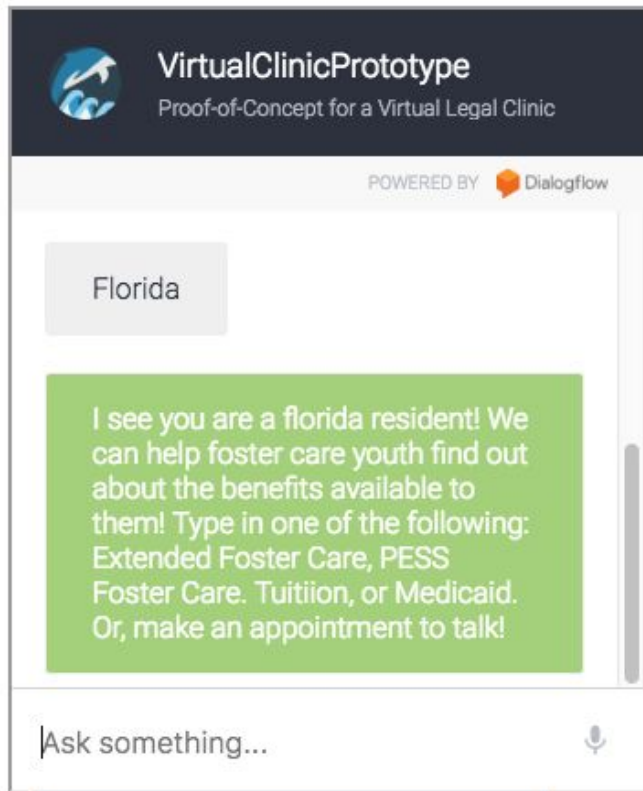 VirtualClinicPrototype
Proof-of-Concept for a Virtual Legal Clinic
POWERED BY Dialogflow
Florida
I see you are a florida resident! We
can help foster care youth find out
about the benefits available to
them! Type in one of the following:
Extended Foster Care, PESS
Foster Care. Tuitiion, or Medicaid.
Or, make an appointment to talk!
Ask something...